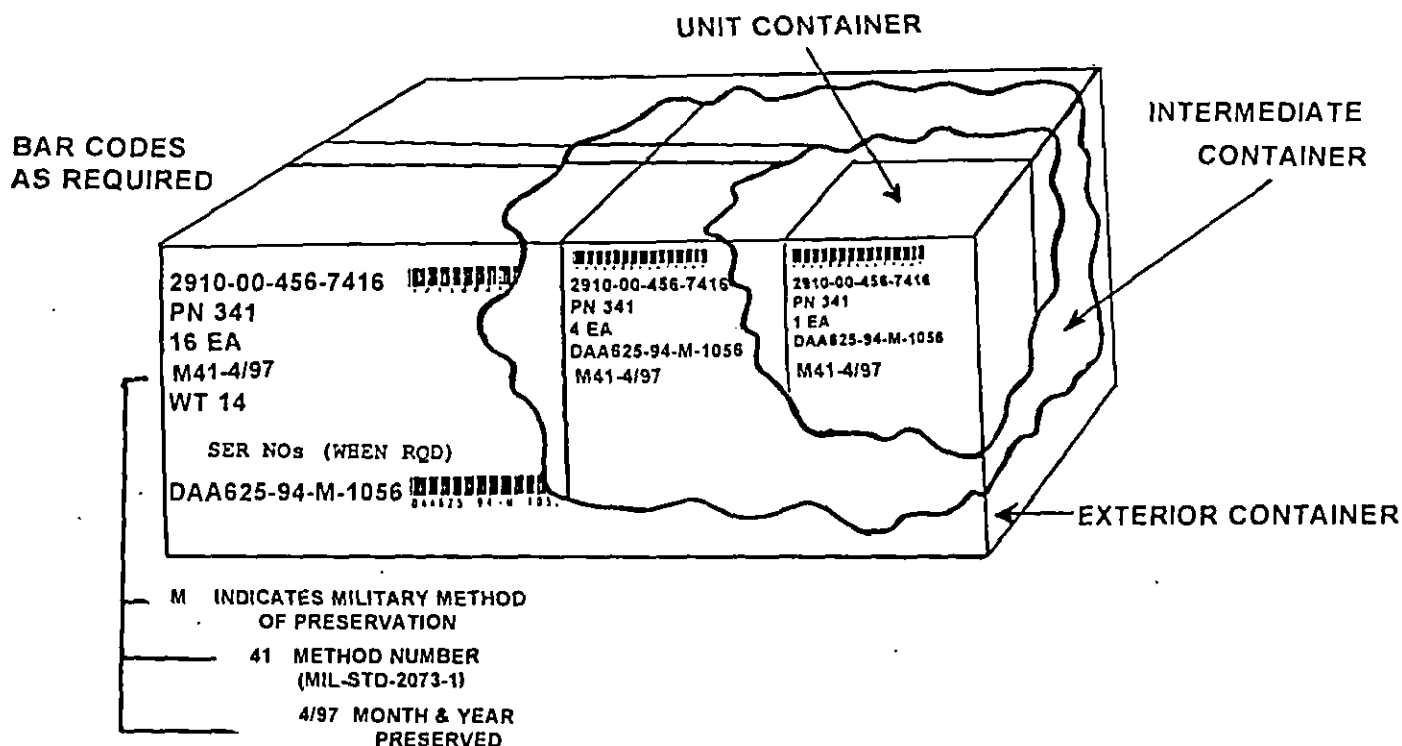 UNIT CONTAINER
INTERMEDIATE
CONTAINER
BAR CODES
AS REQUIRED
2910-00-456-7416
PN 341
16 EA
M41-4/97
WT 14
SER NOs (WHEN RQD)
DAA625-94-M-1056
DAA625 94-M 105
2910-00-456-7416
PN 341
4 EA
DAA625-94-M-1056
M41-4/97
2910-00-456-7416
PN 341
1 EA
DAA625-94-M-1056
M41-4/97
EXTERIOR CONTAINER
M INDICATES MILITARY METHOD
OF PRESERVATION
41 METHOD NUMBER
(MIL-STD-2073-1)
4/97 MONTH & YEAR
PRESERVED